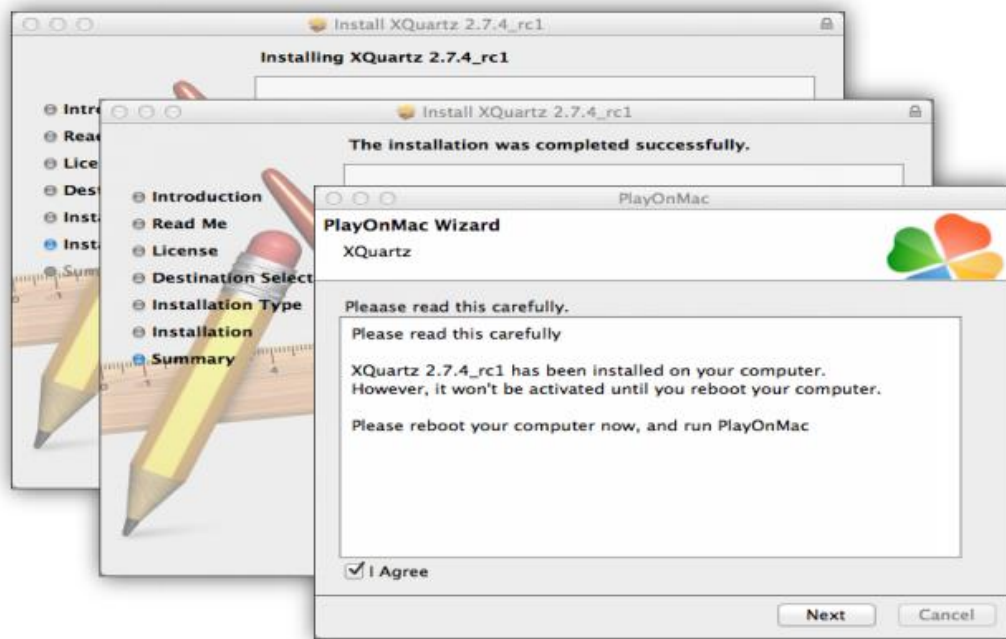 Install XQuartz 2.7.4_rc1
Installing XQuartz 2.7.4_rc1
Install XQuartz 2.7.4_rc1
The installation was completed successfully.
Introduction
Read Me
License
Destination Select
Installation Type
Installation
Summary
PlayOnMac
PlayOnMac Wizard
XQuartz
Pleaase read this carefully.
Please read this carefully
XQuartz 2.7.4_rc1 has been installed on your computer.
However, it won't be activated until you reboot your computer.
Please reboot your computer now, and run PlayOnMac
I Agree
Next
Cancel